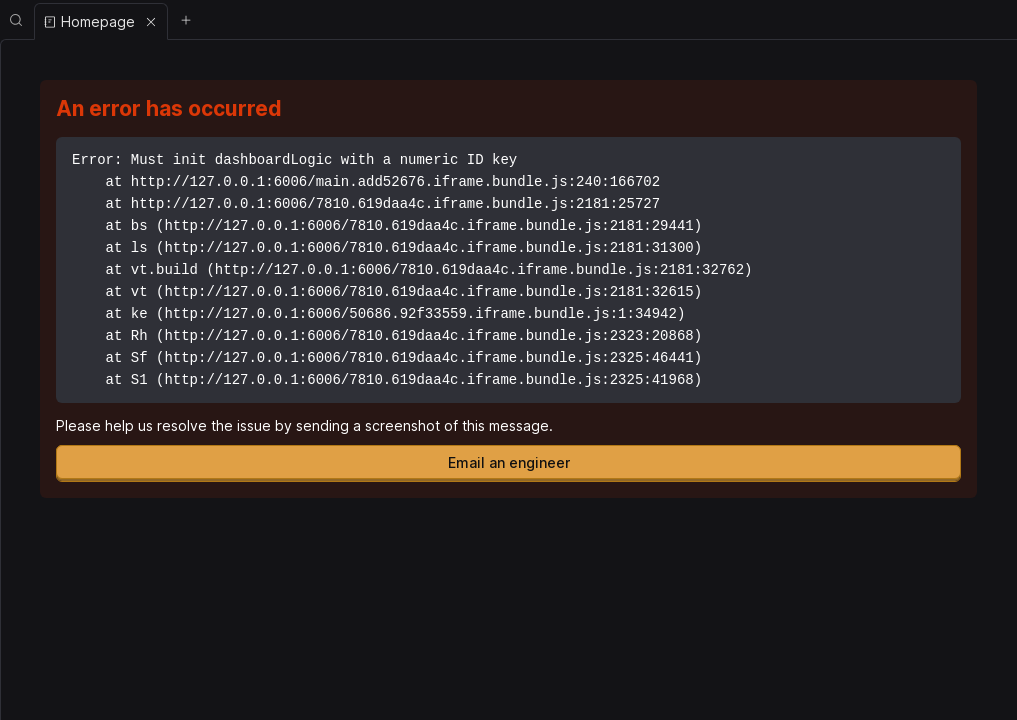 Homepage
An error has occurred
Error: Must init dashboardLogic with a numeric ID key
    at http://127.0.0.1:6006/main.add52676.iframe.bundle.js:240:166702
    at http://127.0.0.1:6006/7810.619daa4c.iframe.bundle.js:2181:25727
    at bs (http://127.0.0.1:6006/7810.619daa4c.iframe.bundle.js:2181:29441)
    at ls (http://127.0.0.1:6006/7810.619daa4c.iframe.bundle.js:2181:31300)
    at vt.build (http://127.0.0.1:6006/7810.619daa4c.iframe.bundle.js:2181:32762)
    at vt (http://127.0.0.1:6006/7810.619daa4c.iframe.bundle.js:2181:32615)
    at ke (http://127.0.0.1:6006/50686.92f33559.iframe.bundle.js:1:34942)
    at Rh (http://127.0.0.1:6006/7810.619daa4c.iframe.bundle.js:2323:20868)
    at Sf (http://127.0.0.1:6006/7810.619daa4c.iframe.bundle.js:2325:46441)
    at S1 (http://127.0.0.1:6006/7810.619daa4c.iframe.bundle.js:2325:41968)
Please help us resolve the issue by sending a screenshot of this message.
Email an engineer